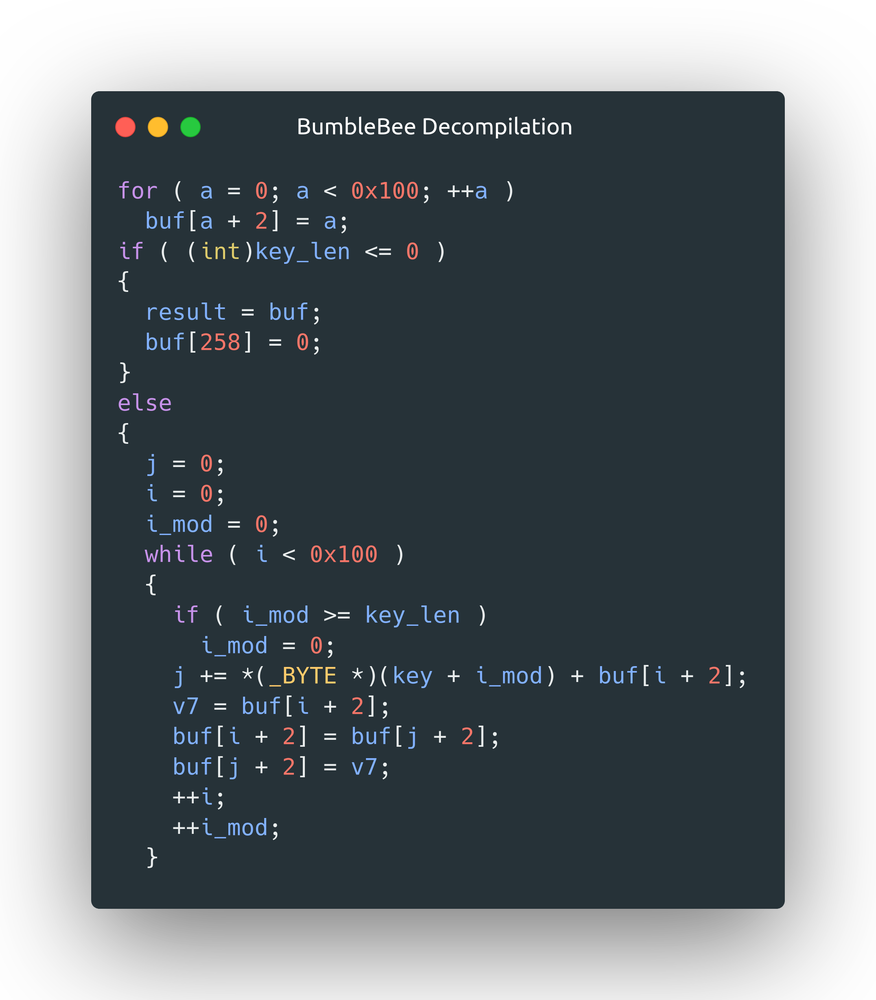 BumbleBee Decompilation
for ( a = 0; a < 0x100; ++a )
  buf[a + 2] = a;
if ( (int)key_len <= 0 )
{
  result = buf;
  buf[258] = 0;
}
else
{
  j = 0;
  i = 0;
  i_mod = 0;
  while ( i < 0x100 )
  {
    if ( i_mod >= key_len )
      i_mod = 0;
    j += *(_BYTE *)(key + i_mod) + buf[i + 2];
    v7 = buf[i + 2];
    buf[i + 2] = buf[j + 2];
    buf[j + 2] = v7;
    ++i;
    ++i_mod;
  }